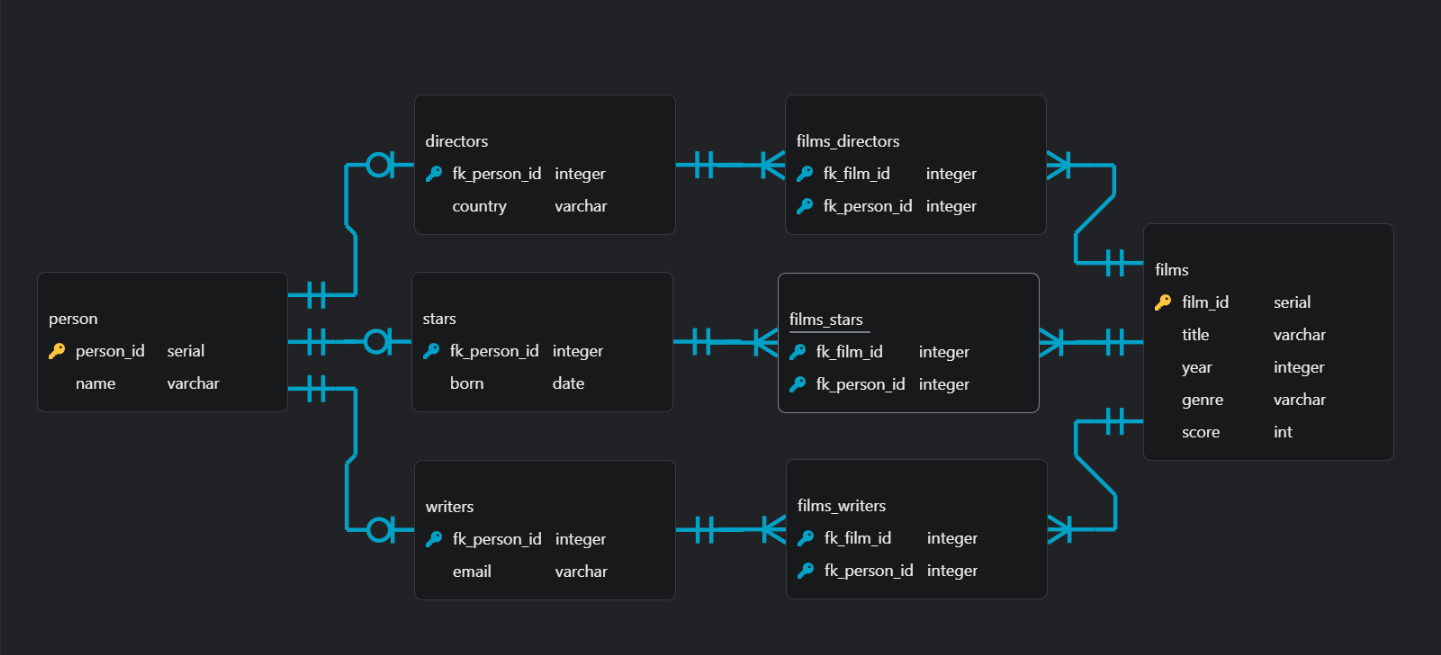 directors
fk_person_id integer
country varchar
films_directors
fk_film_id integer
fk_person_id integer
person
person_id serial
name varchar
stars
fk_person_id integer
born date
films_stars
fk_film_id integer
fk_person_id integer
films
film_id serial
title varchar
year integer
genre varchar
score int
writers
fk_person_id integer
email varchar
films_writers
fk_film_id integer
fk_person_id integer